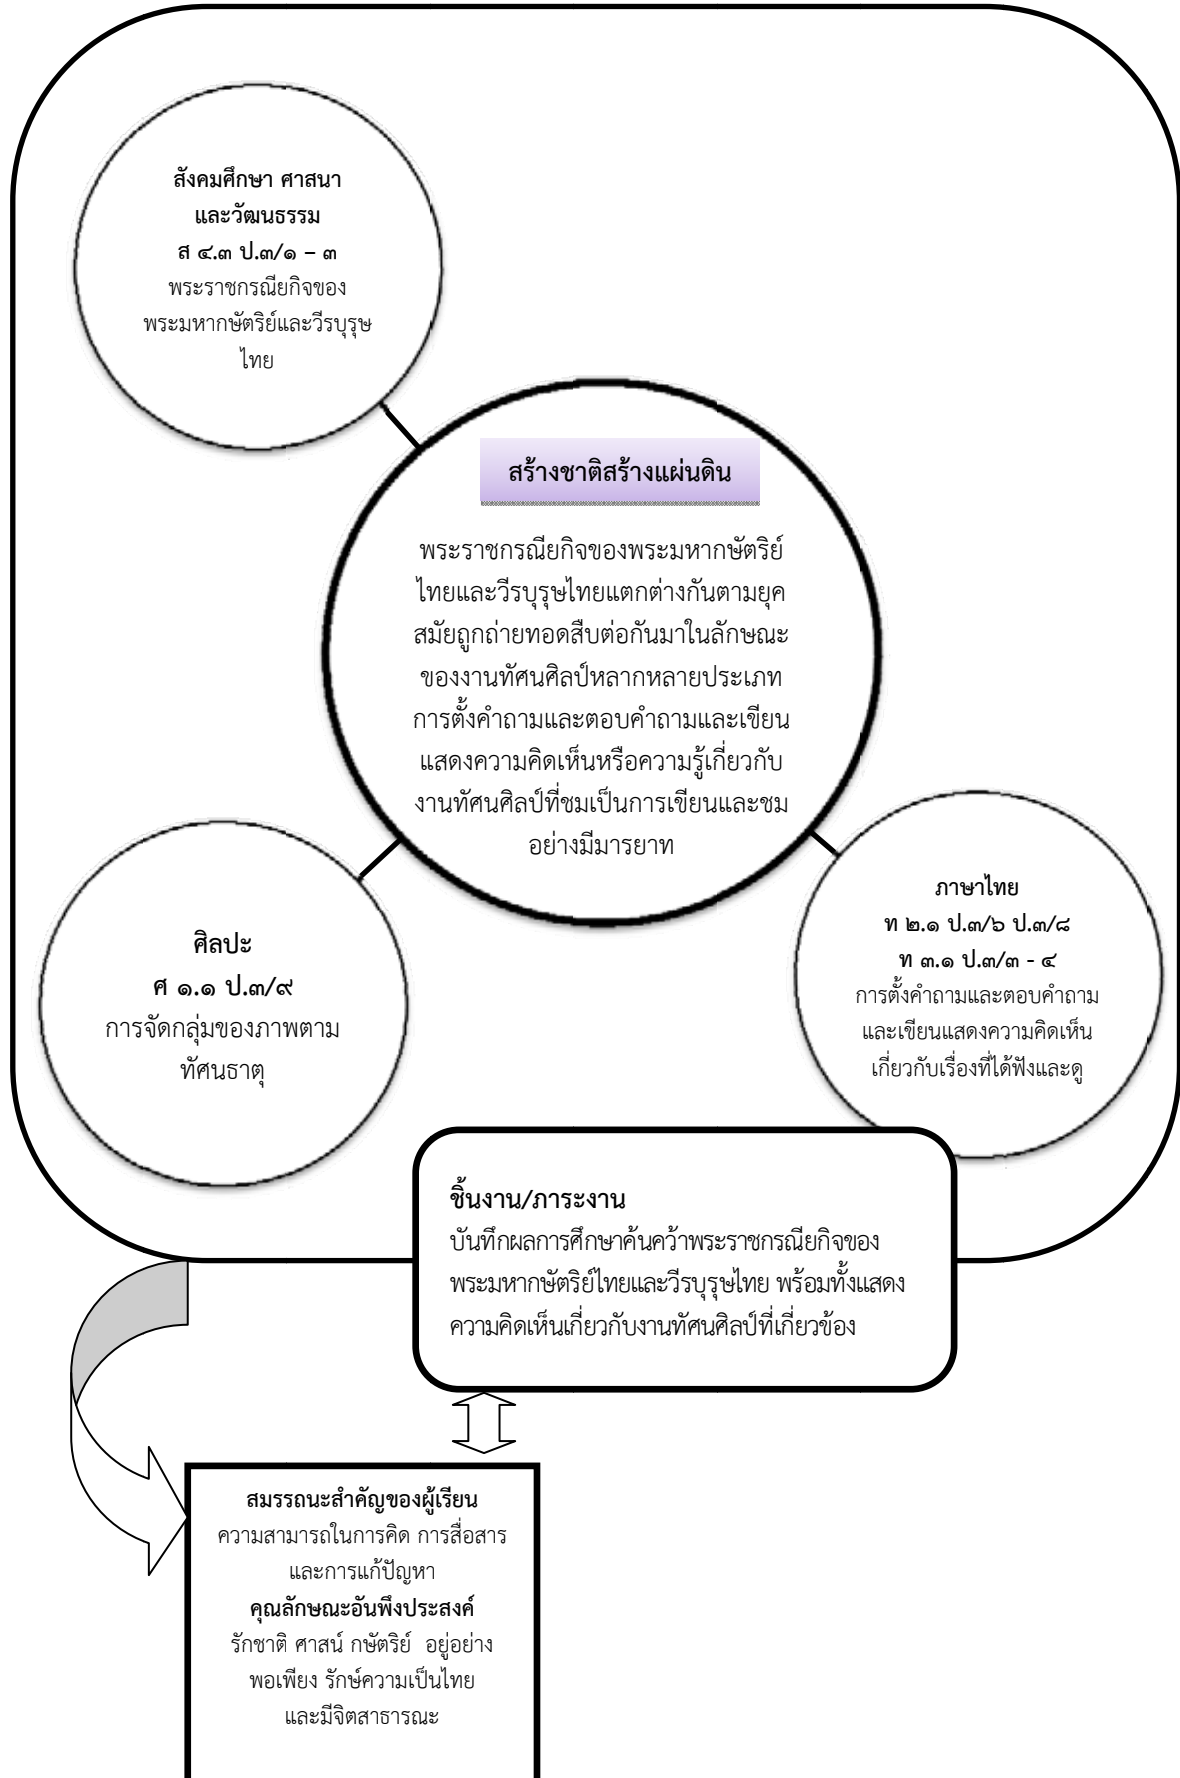 สังคมศึกษา ศาสนา
และวัฒนธรรม
ส ๔.๓ ป.๓/๑ – ๓
พระราชกรณียกิจของ
พระมหากษัตริย์และวีรบุรุษ
ไทย
สร้างชาติสร้างแผ่นดิน
พระราชกรณียกิจของพระมหากษัตริย์
ไทยและวีรบุรุษไทยแตกต่างกันตามยุค
สมัยถูกถ่ายทอดสืบต่อกันมาในลักษณะ
ของงานทัศนศิลป์หลากหลายประเภท
การตั้งคำถามและตอบคำถามและเขียน
แสดงความคิดเห็นหรือความรู้เกี่ยวกับ
งานทัศนศิลป์ที่ชมเป็นการเขียนและชม
อย่างมีมารยาท
ศิลปะ
ศ ๑.๑ ป.๓/๙
การจัดกลุ่มของภาพตาม
ทัศนธาตุ
ภาษาไทย
ท ๒.๑ ป.๓/๖ ป.๓/๘
ท ๓.๑ ป.๓/๓ - ๔
การตั้งคำถามและตอบคำถาม
และเขียนแสดงความคิดเห็น
เกี่ยวกับเรื่องที่ได้ฟังและดู
ชิ้นงาน/ภาระงาน
บันทึกผลการศึกษาค้นคว้าพระราชกรณียกิจของ
พระมหากษัตริย์ไทยและวีรบุรุษไทย พร้อมทั้งแสดง
ความคิดเห็นเกี่ยวกับงานทัศนศิลป์ที่เกี่ยวข้อง
สมรรถนะสำคัญของผู้เรียน
ความสามารถในการคิด การสื่อสาร
และการแก้ปัญหา
คุณลักษณะอันพึงประสงค์
รักชาติ ศาสน์ กษัตริย์ อยู่อย่าง
พอเพียง รักษ์ความเป็นไทย
และมีจิตสาธารณะ